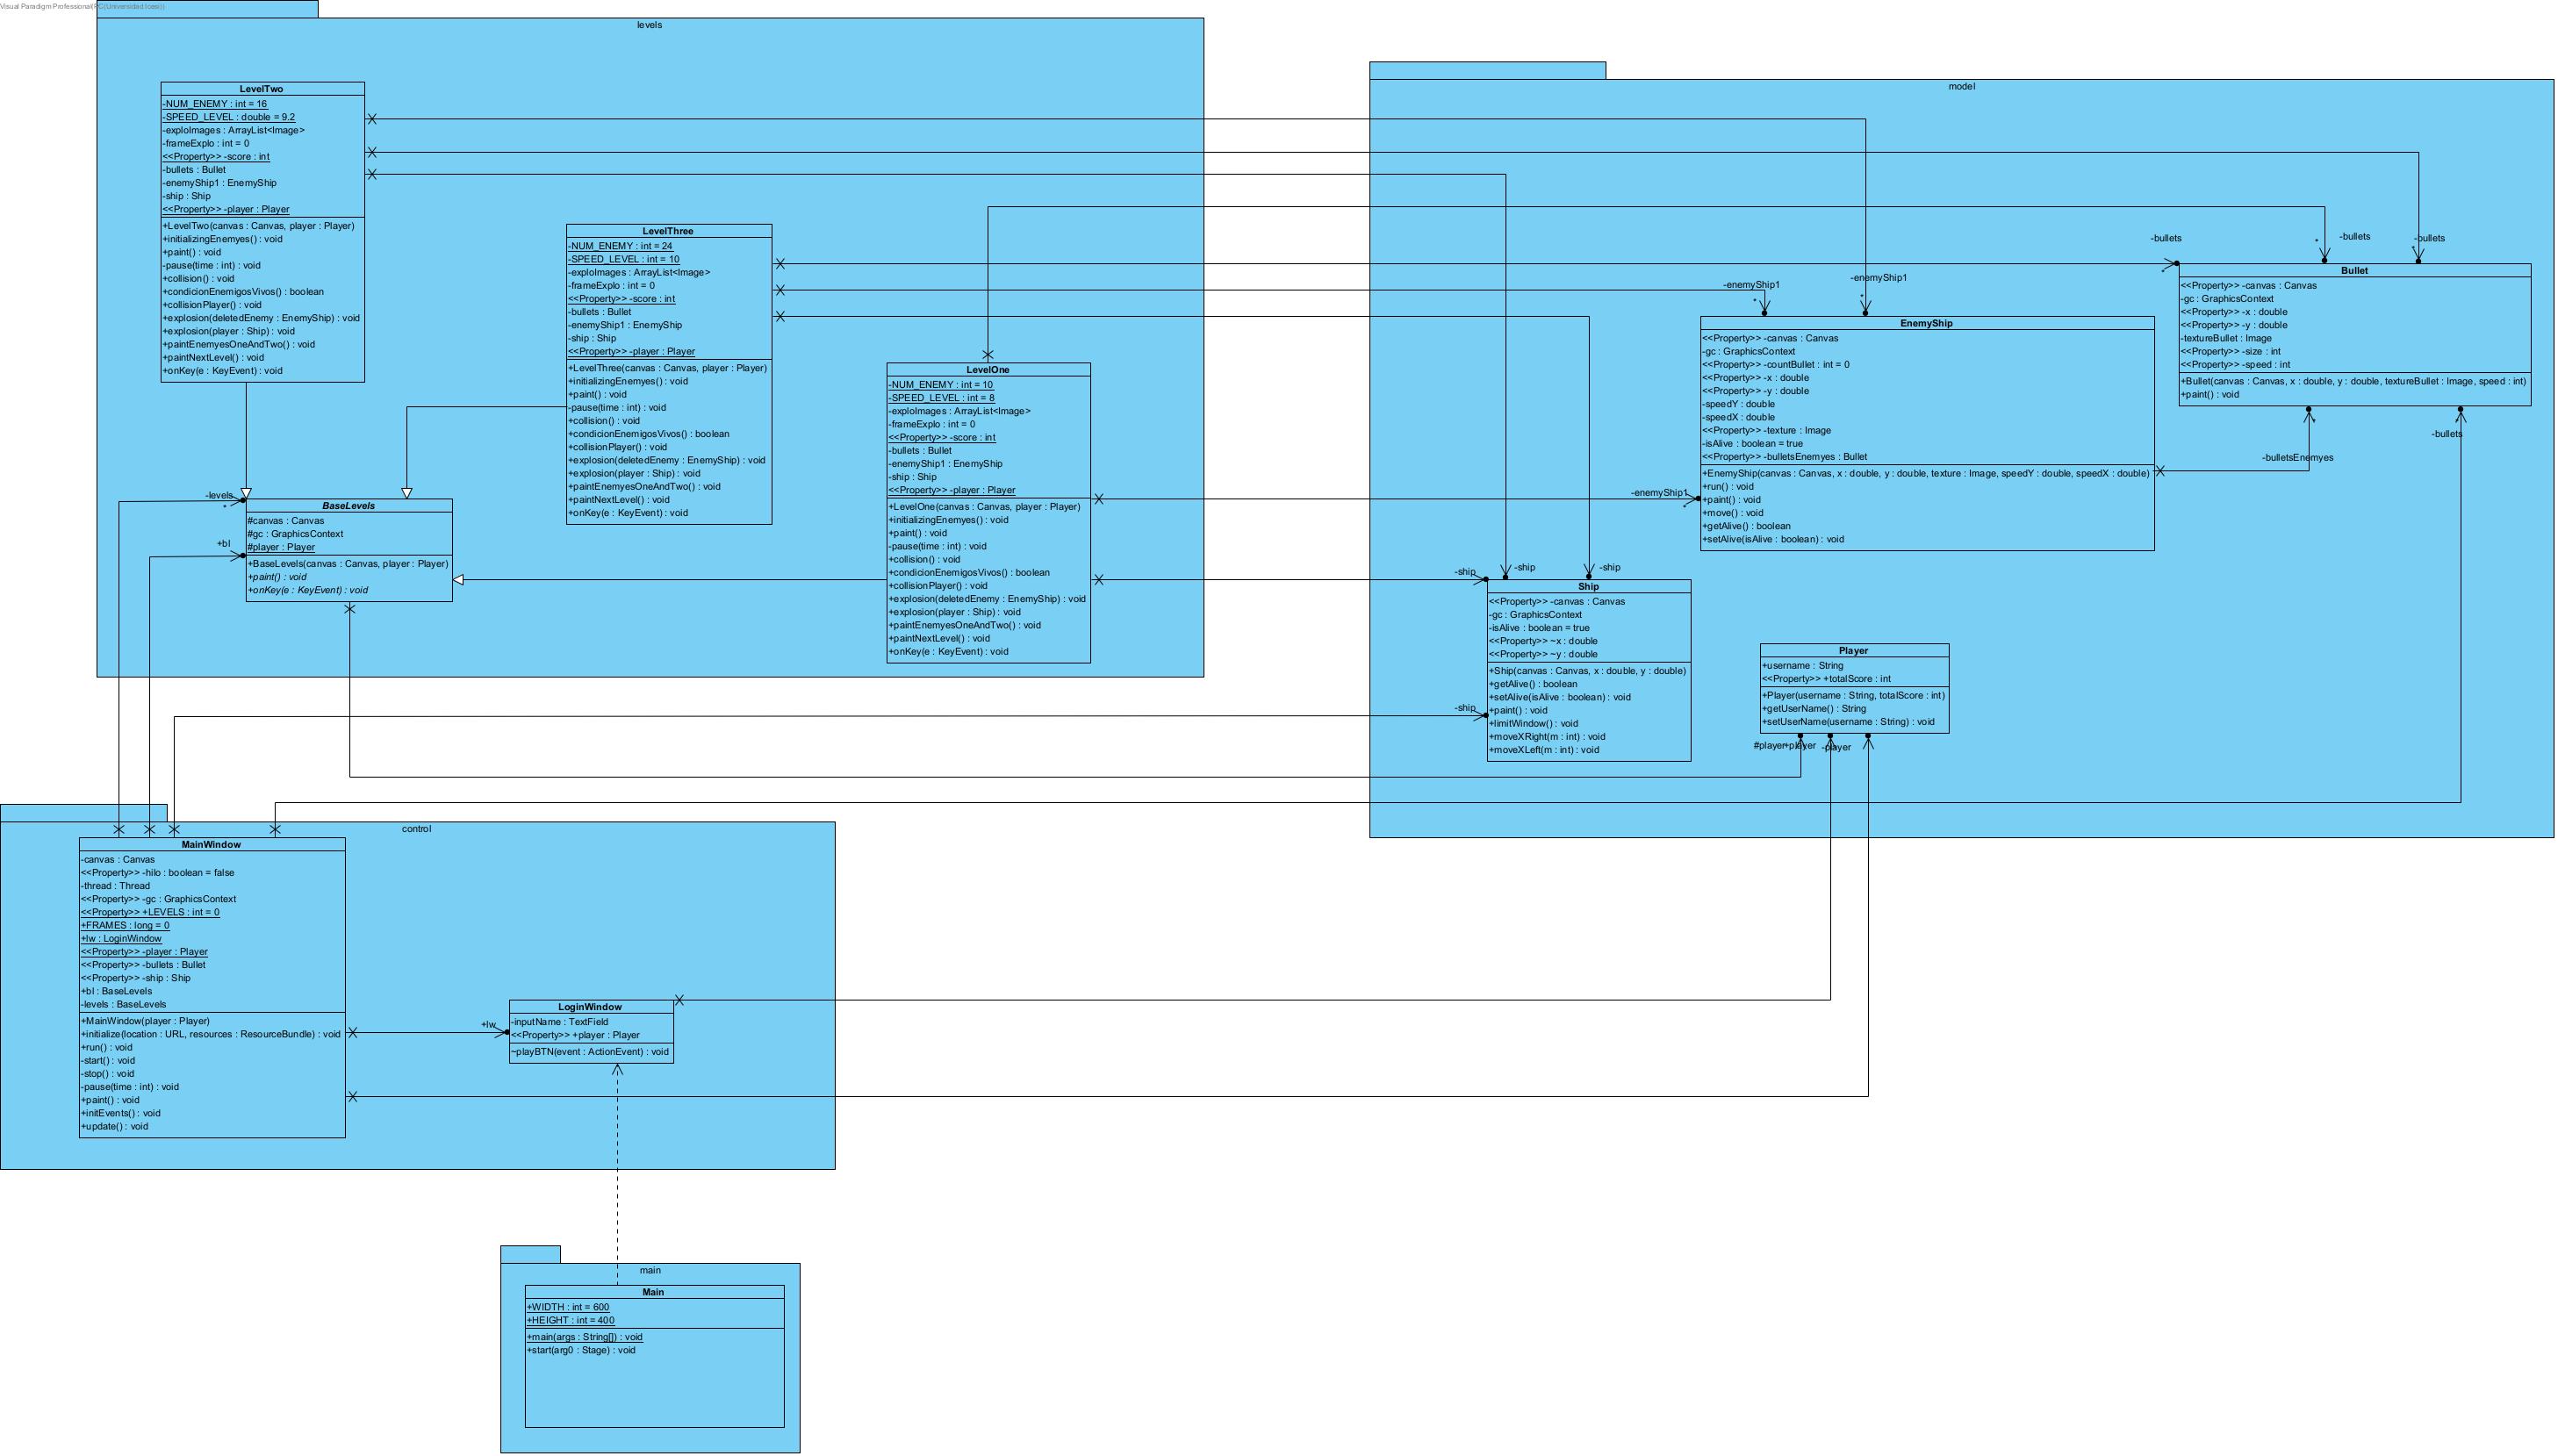 Visual Paradigm Professional(PC(Universidad Icesi))
levels
LevelTwo
-NUM_ENEMY : int = 16
-SPEED_LEVEL : double = 9.2
-exploImages : ArrayList<Image>
-frameExplo : int = 0
<<Property>> -score : int
-bullets : Bullet
-enemyShip1 : EnemyShip
-ship : Ship
<<Property>> -player : Player
+LevelTwo(canvas : Canvas, player : Player)
+initializingEnemyes() : void
+paint() : void
-pause(time : int) : void
+collision() : void
+condicionEnemigosVivos() : boolean
+collisionPlayer() : void
+explosion(deletedEnemy : EnemyShip) : void
+explosion(player : Ship) : void
+paintEnemyesOneAndTwo() : void
+paintNextLevel() : void
+onKey(e : KeyEvent) : void
LevelThree
-NUM_ENEMY : int = 24
-SPEED_LEVEL : int = 10
-exploImages : ArrayList<Image>
-frameExplo : int = 0
<<Property>> -score : int
-bullets : Bullet
-enemyShip1 : EnemyShip
-ship : Ship
<<Property>> -player : Player
+LevelThree(canvas : Canvas, player : Player)
+initializingEnemyes() : void
+paint() : void
-pause(time : int) : void
+collision() : void
+condicionEnemigosVivos() : boolean
+collisionPlayer() : void
+explosion(deletedEnemy : EnemyShip) : void
+explosion(player : Ship) : void
+paintEnemyesOneAndTwo() : void
+paintNextLevel() : void
+onKey(e : KeyEvent) : void
LevelOne
-NUM_ENEMY : int = 10
-SPEED_LEVEL : int = 8
-exploImages : ArrayList<Image>
-frameExplo : int = 0
<<Property>> -score : int
-bullets : Bullet
-enemyShip1 : EnemyShip
-ship : Ship
<<Property>> -player : Player
+LevelOne(canvas : Canvas, player : Player)
+initializingEnemyes() : void
+paint() : void
-pause(time : int) : void
+collision() : void
+condicionEnemigosVivos() : boolean
+collisionPlayer() : void
+explosion(deletedEnemy : EnemyShip) : void
+explosion(player : Ship) : void
+paintEnemyesOneAndTwo() : void
+paintNextLevel() : void
+onKey(e : KeyEvent) : void
-levels
*
+bl
BaseLevels
#canvas : Canvas
#gc : GraphicsContext
#player : Player
+BaseLevels(canvas : Canvas, player : Player)
+paint() : void
+onKey(e : KeyEvent) : void
model
-bullets
*
-bullets
*
-bullets
*
-enemyShip1
*
-enemyShip1
*
-enemyShip1
*
Bullet
<<Property>> -canvas : Canvas
-gc : GraphicsContext
<<Property>> -x : double
<<Property>> -y : double
-textureBullet : Image
<<Property>> -size : int
<<Property>> -speed : int
+Bullet(canvas : Canvas, x : double, y : double, textureBullet : Image, speed : int)
+paint() : void
*
-bulletsEnemyes
*
-bullets
EnemyShip
<<Property>> -canvas : Canvas
-gc : GraphicsContext
<<Property>> -countBullet : int = 0
<<Property>> -x : double
<<Property>> -y : double
-speedY : double
-speedX : double
<<Property>> -texture : Image
-isAlive : boolean = true
<<Property>> -bulletsEnemyes : Bullet
+EnemyShip(canvas : Canvas, x : double, y : double, texture : Image, speedY : double, speedX : double)
+run() : void
+paint() : void
+move() : void
+getAlive() : boolean
+setAlive(isAlive : boolean) : void
-ship
-ship
-ship
-ship
Ship
<<Property>> -canvas : Canvas
-gc : GraphicsContext
-isAlive : boolean = true
<<Property>> ~x : double
<<Property>> ~y : double
+Ship(canvas : Canvas, x : double, y : double)
+getAlive() : boolean
+setAlive(isAlive : boolean) : void
+paint() : void
+limitWindow() : void
+moveXRight(m : int) : void
+moveXLeft(m : int) : void
Player
+username : String
<<Property>> +totalScore : int
+Player(username : String, totalScore : int)
+getUserName() : String
+setUserName(username : String) : void
#player
+player
-player
control
MainWindow
-canvas : Canvas
<<Property>> -hilo : boolean = false
-thread : Thread
<<Property>> -gc : GraphicsContext
<<Property>> +LEVELS : int = 0
+FRAMES : long = 0
+lw : LoginWindow
<<Property>> -player : Player
<<Property>> -bullets : Bullet
<<Property>> -ship : Ship
+bl : BaseLevels
-levels : BaseLevels
+MainWindow(player : Player)
+initialize(location : URL, resources : ResourceBundle) : void
+run() : void
-start() : void
-stop() : void
-pause(time : int) : void
+paint() : void
+initEvents() : void
+update() : void
+lw
LoginWindow
-inputName : TextField
<<Property>> +player : Player
~playBTN(event : ActionEvent) : void
main
Main
+WIDTH : int = 600
+HEIGHT : int = 400
+main(args : String[]) : void
+start(arg0 : Stage) : void